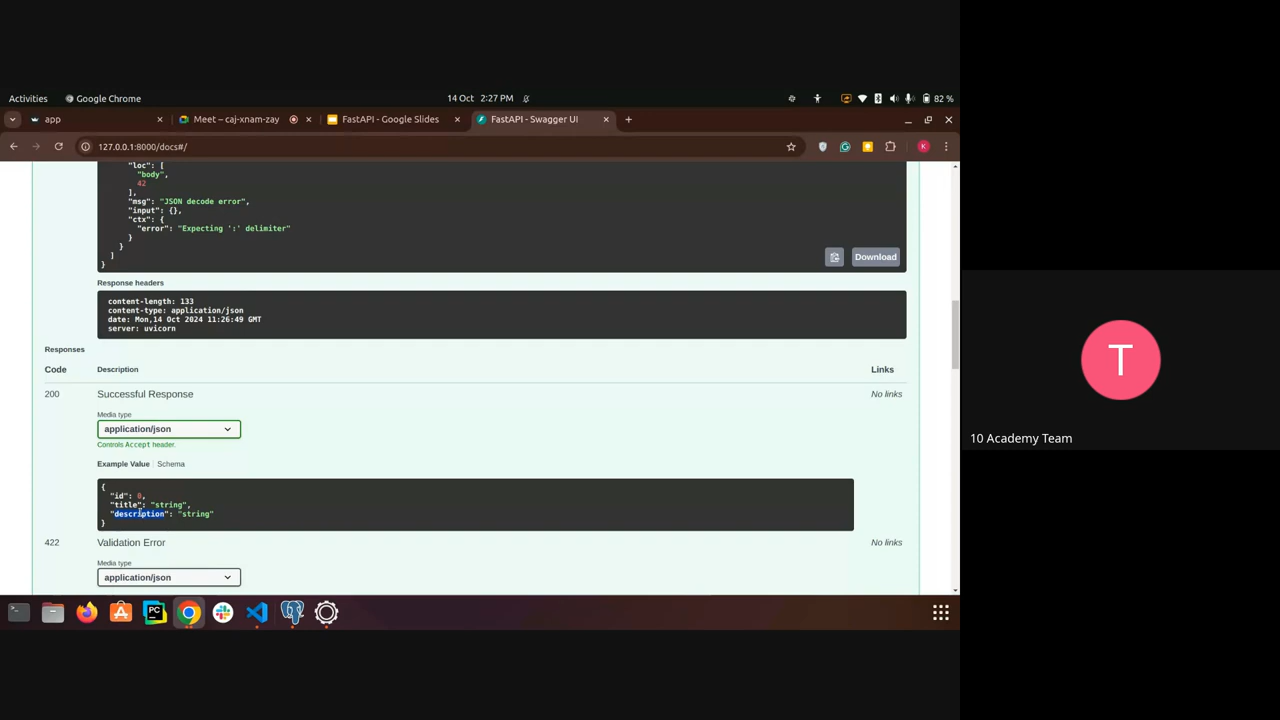 Activities
Google Chrome
14 Oct 2:27 PM
82 %
app
Meet – caj-xnam-zay
FastAPI - Google Slides
FastAPI - Swagger UI
127.0.0.1:8000/docs#/
K
"loc": [
"body",
42
],
"msg": "JSON decode error",
"input": {},
"ctx": {
"error": "Expecting ':' delimiter"
}
}
]
}
Download
Response headers
content-length: 133
content-type: application/json
date: Mon,14 Oct 2024 11:26:49 GMT
server: uvicorn
Responses
Code Description Links
200 Successful Response No links
Media type
application/json
Controls Accept header.
Example Value Schema
{
"id": 0,
"title": "string",
"description": "string"
}
422 Validation Error No links
Media type
application/json
PC
T
10 Academy Team